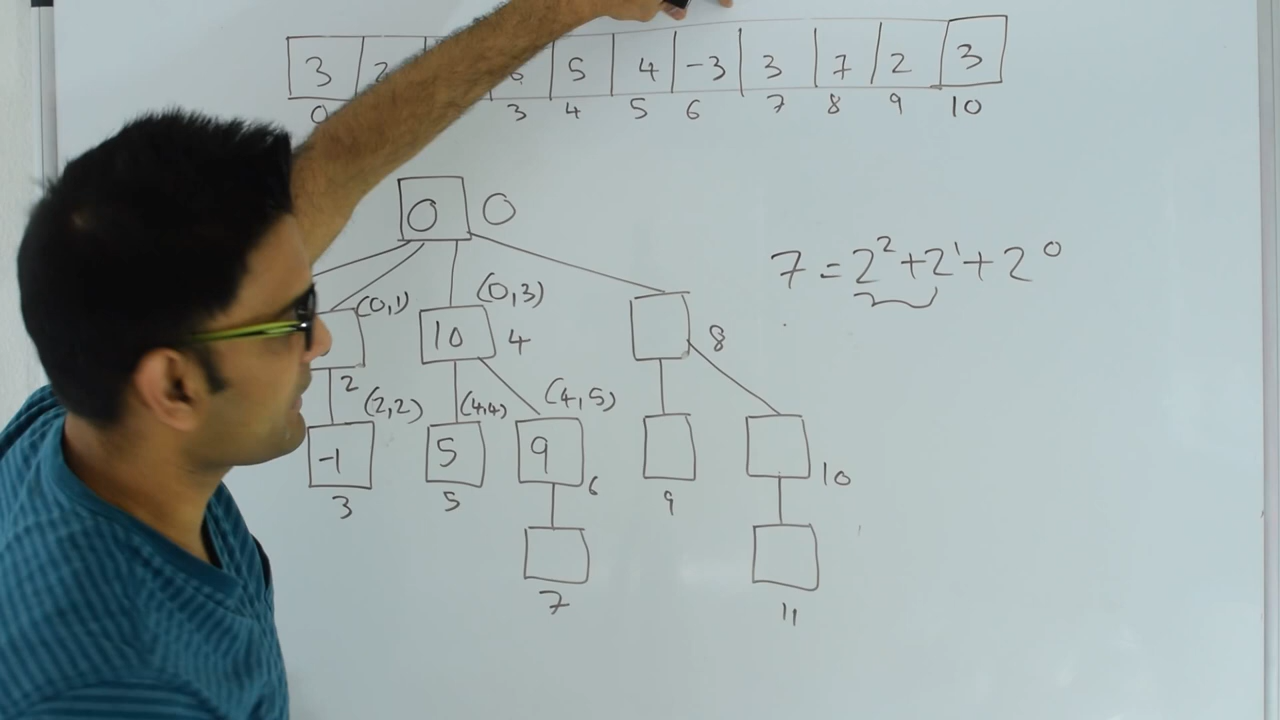 3 2 6 5 4 -3 3 7 2 3
0 3 4 5 6 7 8 9 10
0 0
7 = 2² + 2¹ + 2⁰
(0,1) (0,3)
10 4 8
2 (2,2) (4,4) (4,5)
-1 5 9 6 10
3 5 9
7 11